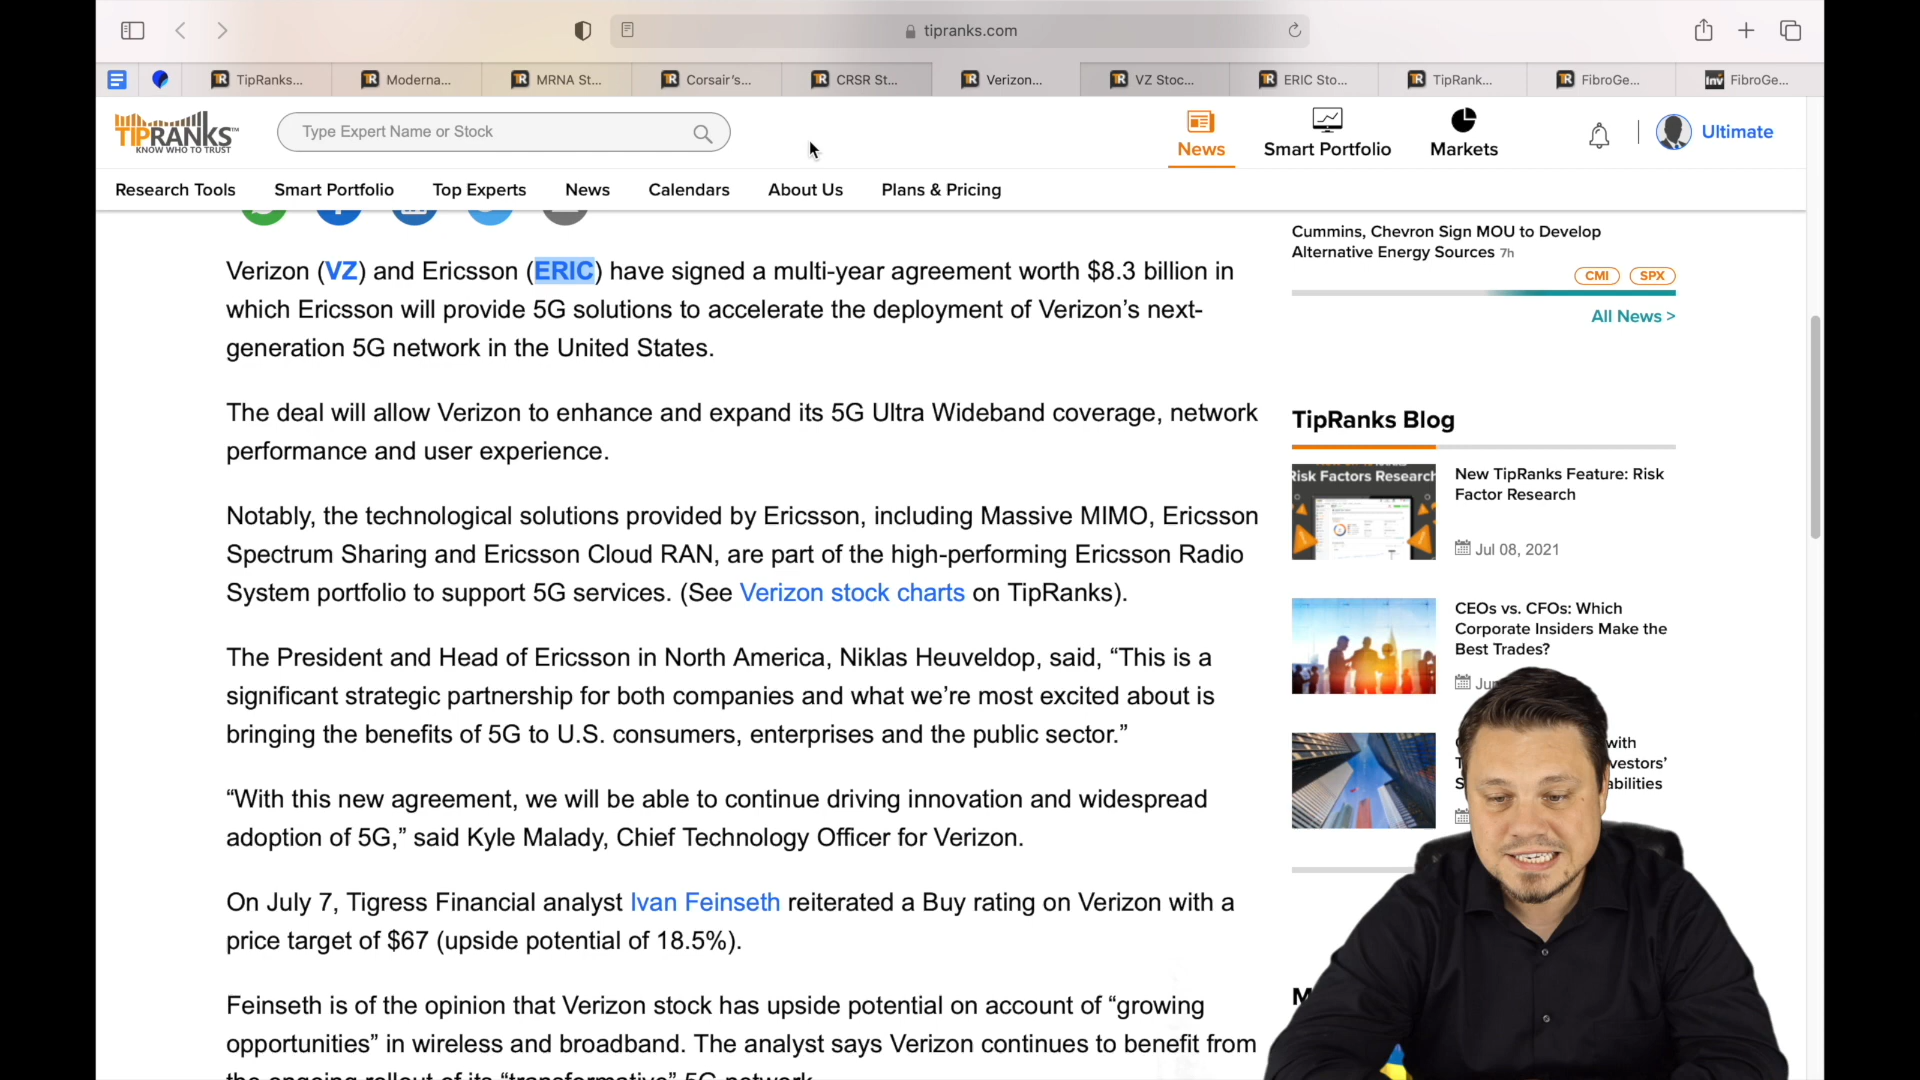 tipranks.com
TipRanks...
Moderna...
MRNA St...
Corsair's...
CRSR St...
Verizon...
VZ Stoc...
ERIC Sto...
TipRank...
FibroGe...
Inv FibroGe...
TIPRANKS
KNOW WHO TO TRUST
Type Expert Name or Stock
News
Smart Portfolio
Markets
Ultimate
Research Tools
Smart Portfolio
Top Experts
News
Calendars
About Us
Plans & Pricing
Verizon (VZ) and Ericsson (ERIC) have signed a multi-year agreement worth $8.3 billion in
which Ericsson will provide 5G solutions to accelerate the deployment of Verizon’s next-
generation 5G network in the United States.
The deal will allow Verizon to enhance and expand its 5G Ultra Wideband coverage, network
performance and user experience.
Notably, the technological solutions provided by Ericsson, including Massive MIMO, Ericsson
Spectrum Sharing and Ericsson Cloud RAN, are part of the high-performing Ericsson Radio
System portfolio to support 5G services. (See Verizon stock charts on TipRanks).
The President and Head of Ericsson in North America, Niklas Heuveldop, said, “This is a
significant strategic partnership for both companies and what we’re most excited about is
bringing the benefits of 5G to U.S. consumers, enterprises and the public sector.”
“With this new agreement, we will be able to continue driving innovation and widespread
adoption of 5G,” said Kyle Malady, Chief Technology Officer for Verizon.
On July 7, Tigress Financial analyst Ivan Feinseth reiterated a Buy rating on Verizon with a
price target of $67 (upside potential of 18.5%).
Feinseth is of the opinion that Verizon stock has upside potential on account of “growing
opportunities” in wireless and broadband. The analyst says Verizon continues to benefit from
the ongoing rollout of its “transformative” 5G network.
Cummins, Chevron Sign MOU to Develop
Alternative Energy Sources 7h
CMI
SPX
All News >
TipRanks Blog
Risk Factors Research
New TipRanks Feature: Risk
Factor Research
Jul 08, 2021
CEOs vs. CFOs: Which
Corporate Insiders Make the
Best Trades?
with